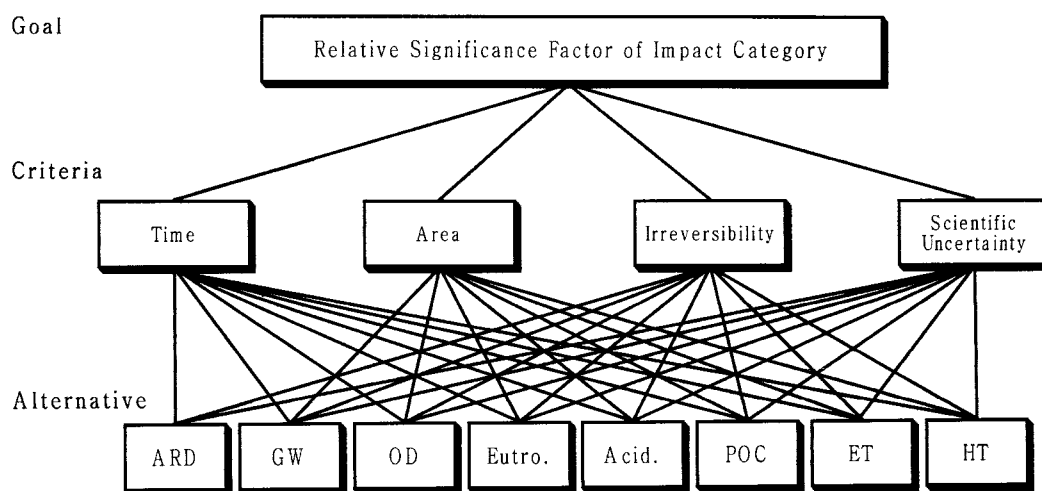 Goal
Relative Significance Factor of Impact Category
Criteria
Time
Area
Irreversibility
Scientific
Uncertainty
Alternative
ARD
GW
OD
Eutro.
Acid.
POC
ET
HT